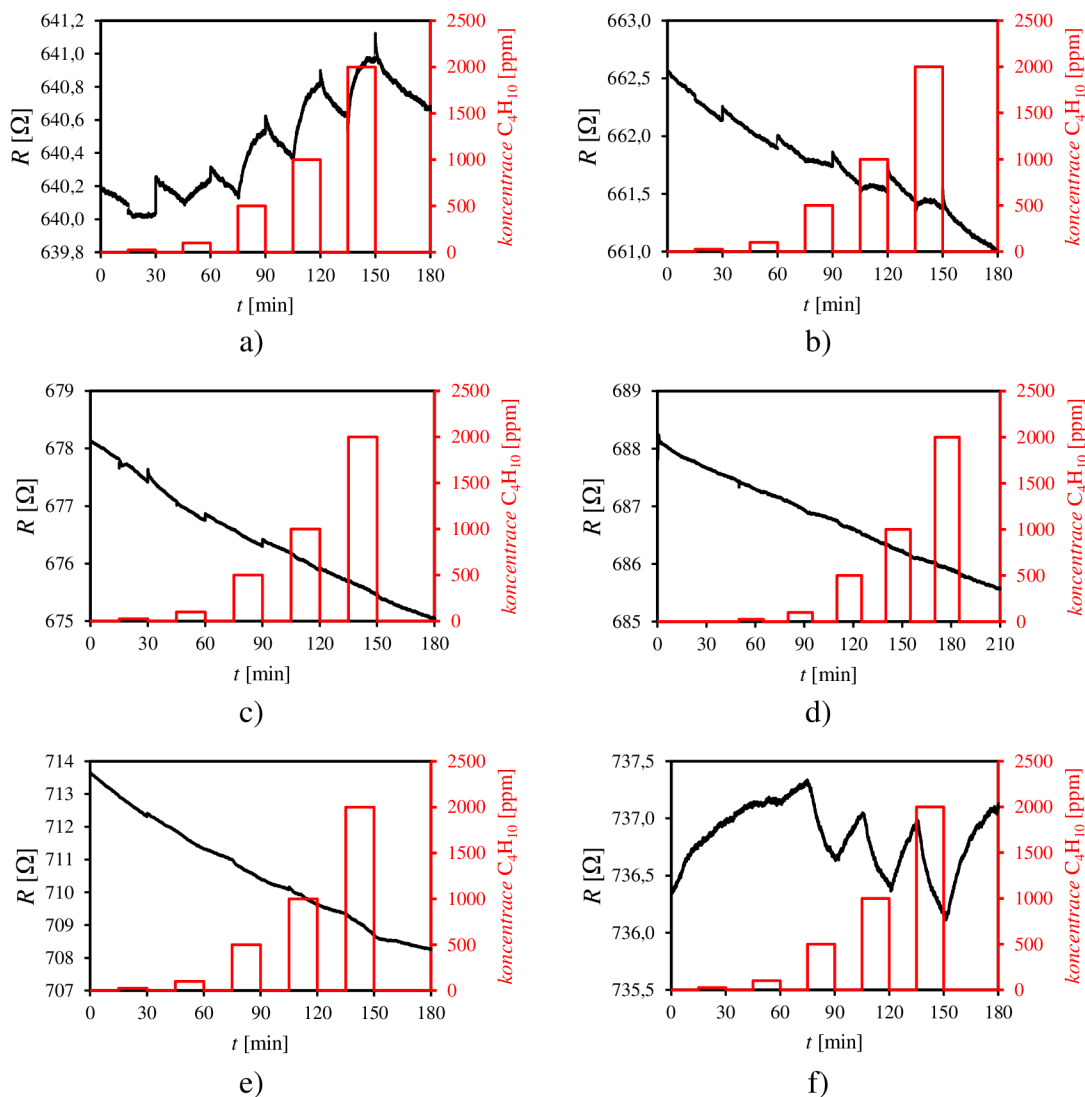 641,2
641,0
640,8
640,6
640,4
640,2
640,0
639,8
R [Ω]
0 30 60 90 120 150 180
t [min]
2500
2000
1500
1000
500
0
koncentrace C₄H₁₀ [ppm]
a)
663,0
662,5
662,0
661,5
661,0
R [Ω]
0 30 60 90 120 150 180
t [min]
2500
2000
1500
1000
500
0
koncentrace C₄H₁₀ [ppm]
b)
679
678
677
676
675
R [Ω]
0 30 60 90 120 150 180
t [min]
2500
2000
1500
1000
500
0
koncentrace C₄H₁₀ [ppm]
c)
689
688
687
686
685
R [Ω]
0 30 60 90 120 150 180 210
t [min]
2500
2000
1500
1000
500
0
koncentrace C₄H₁₀ [ppm]
d)
714
713
712
711
710
709
708
707
R [Ω]
0 30 60 90 120 150 180
t [min]
2500
2000
1500
1000
500
0
koncentrace C₄H₁₀ [ppm]
e)
737,5
737,0
736,5
736,0
735,5
R [Ω]
0 30 60 90 120 150 180
t [min]
2500
2000
1500
1000
500
0
koncentrace C₄H₁₀ [ppm]
f)